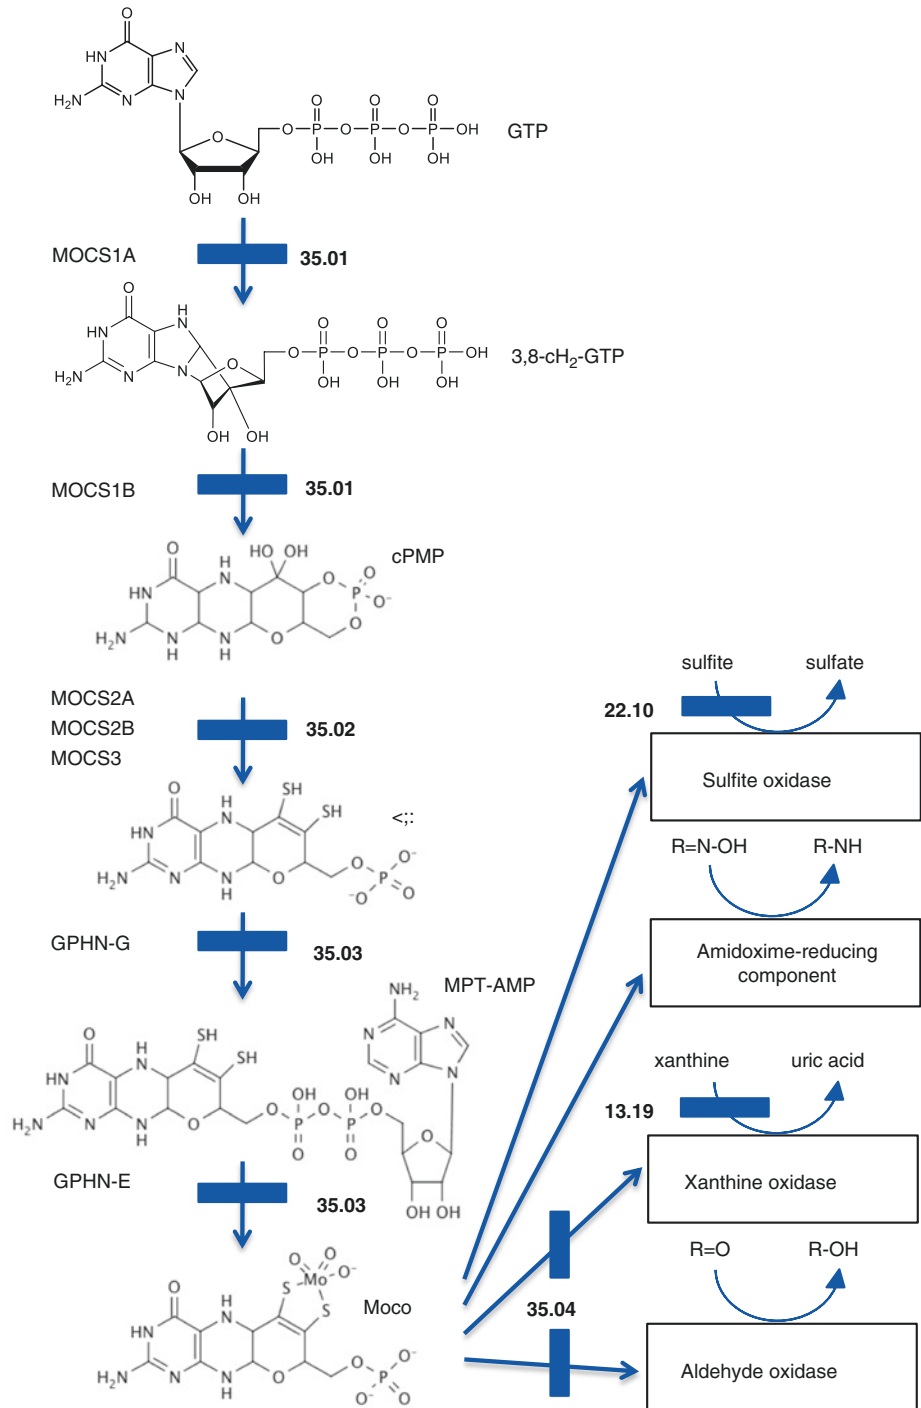 GTP
MOCS1A
35.01
3,8-cH₂-GTP
MOCS1B
35.01
cPMP
MOCS2A
MOCS2B
MOCS3
35.02
<;:
GPHN-G
35.03
MPT-AMP
GPHN-E
35.03
Moco
35.04
sulfite sulfate
22.10
Sulfite oxidase
R=N-OH R-NH
Amidoxime-reducing
component
xanthine uric acid
13.19
Xanthine oxidase
R=O R-OH
Aldehyde oxidase